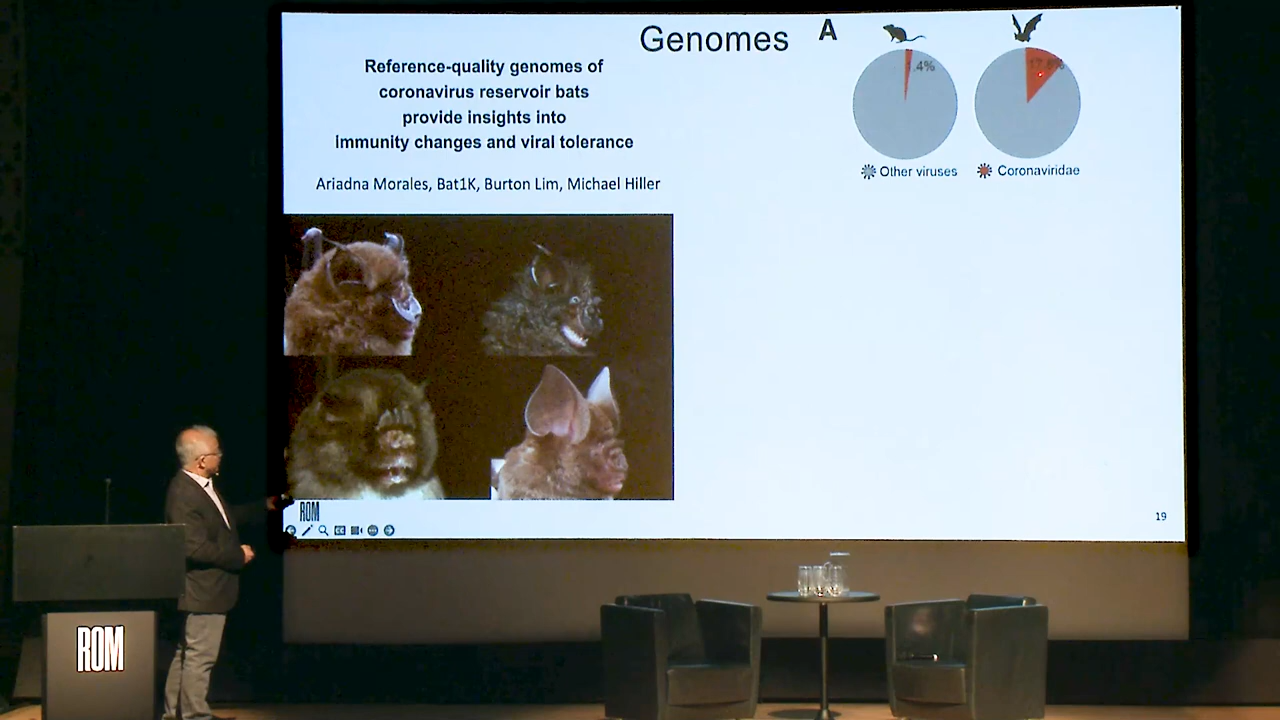 Genomes
A
Reference-quality genomes of
coronavirus reservoir bats
provide insights into
Immunity changes and viral tolerance
Ariadna Morales, Bat1K, Burton Lim, Michael Hiller
Other viruses
Coronaviridae
ROM
19
ROM